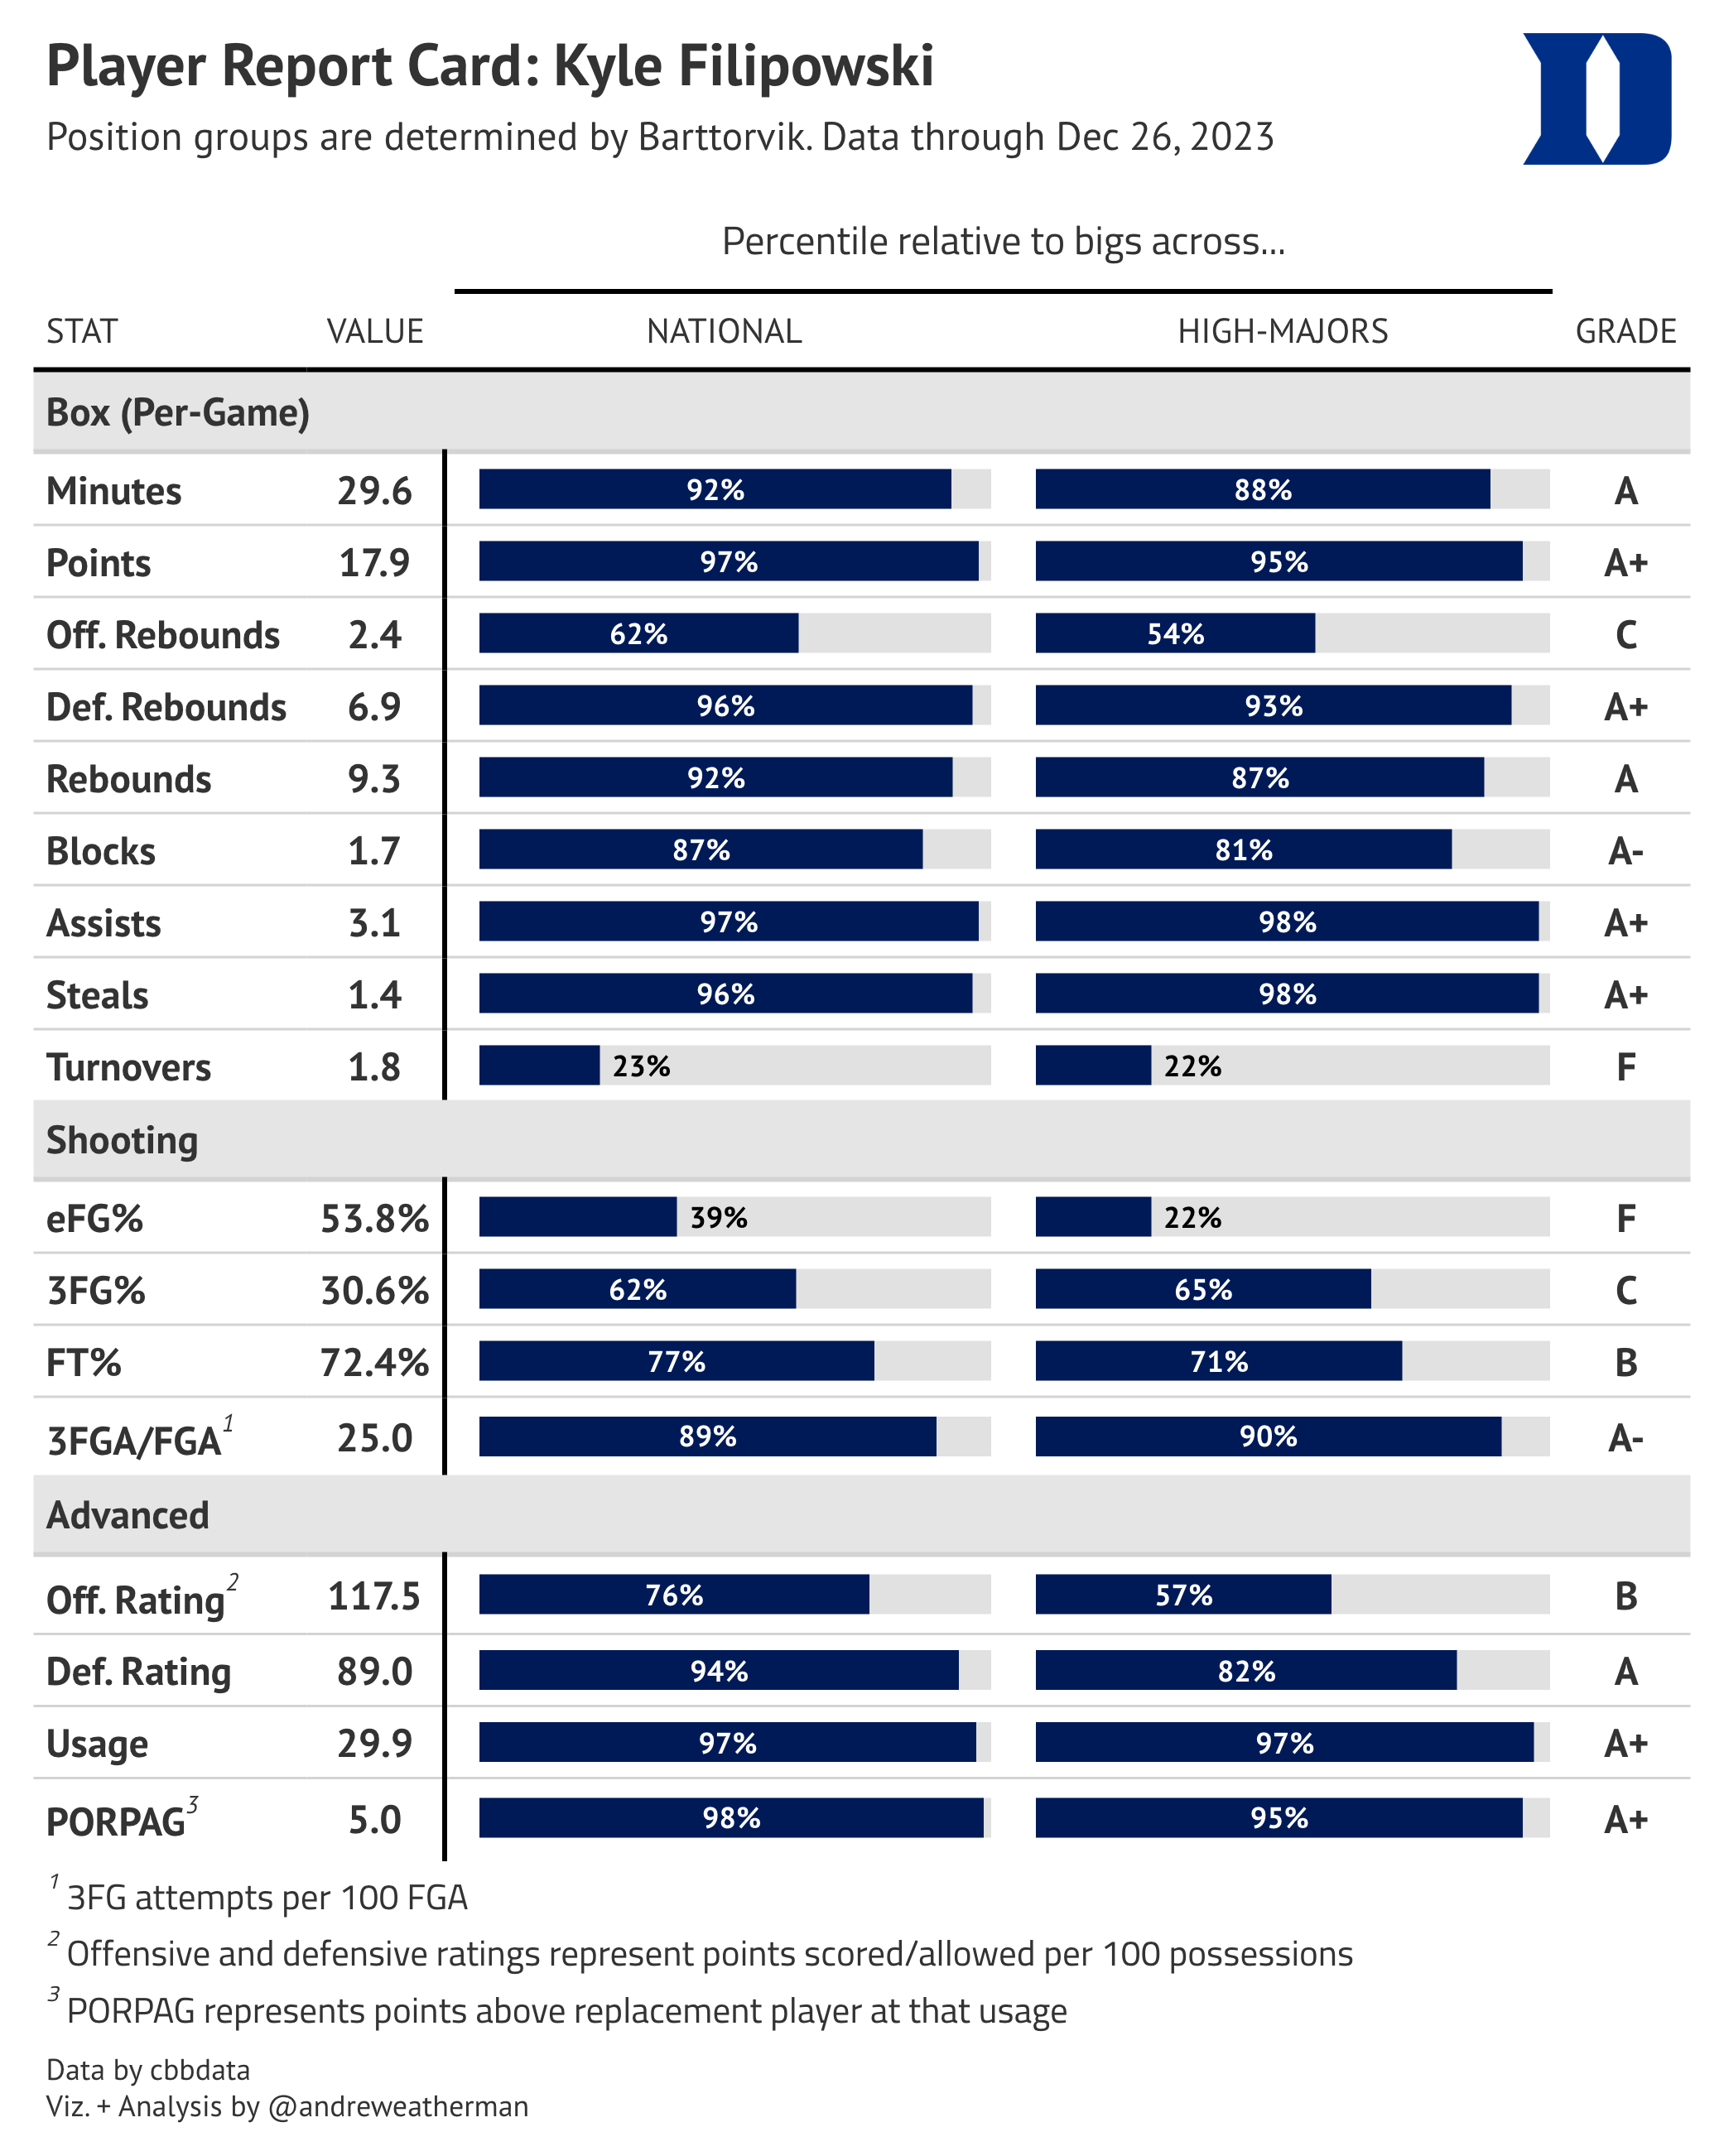 Player Report Card: Kyle Filipowski
Position groups are determined by Barttorvik. Data through Dec 26, 2023
Percentile relative to bigs across...
STAT VALUE NATIONAL HIGH-MAJORS GRADE
Box (Per-Game)
Minutes 29.6 92% 88% A
Points 17.9 97% 95% A+
Off. Rebounds 2.4 62% 54% C
Def. Rebounds 6.9 96% 93% A+
Rebounds 9.3 92% 87% A
Blocks 1.7 87% 81% A-
Assists 3.1 97% 98% A+
Steals 1.4 96% 98% A+
Turnovers 1.8 23% 22% F
Shooting
eFG% 53.8% 39% 22% F
3FG% 30.6% 62% 65% C
FT% 72.4% 77% 71% B
3FGA/FGA¹ 25.0 89% 90% A-
Advanced
Off. Rating² 117.5 76% 57% B
Def. Rating 89.0 94% 82% A
Usage 29.9 97% 97% A+
PORPAG³ 5.0 98% 95% A+
¹ 3FG attempts per 100 FGA
² Offensive and defensive ratings represent points scored/allowed per 100 possessions
³ PORPAG represents points above replacement player at that usage
Data by cbbdata
Viz. + Analysis by @andreweatherman